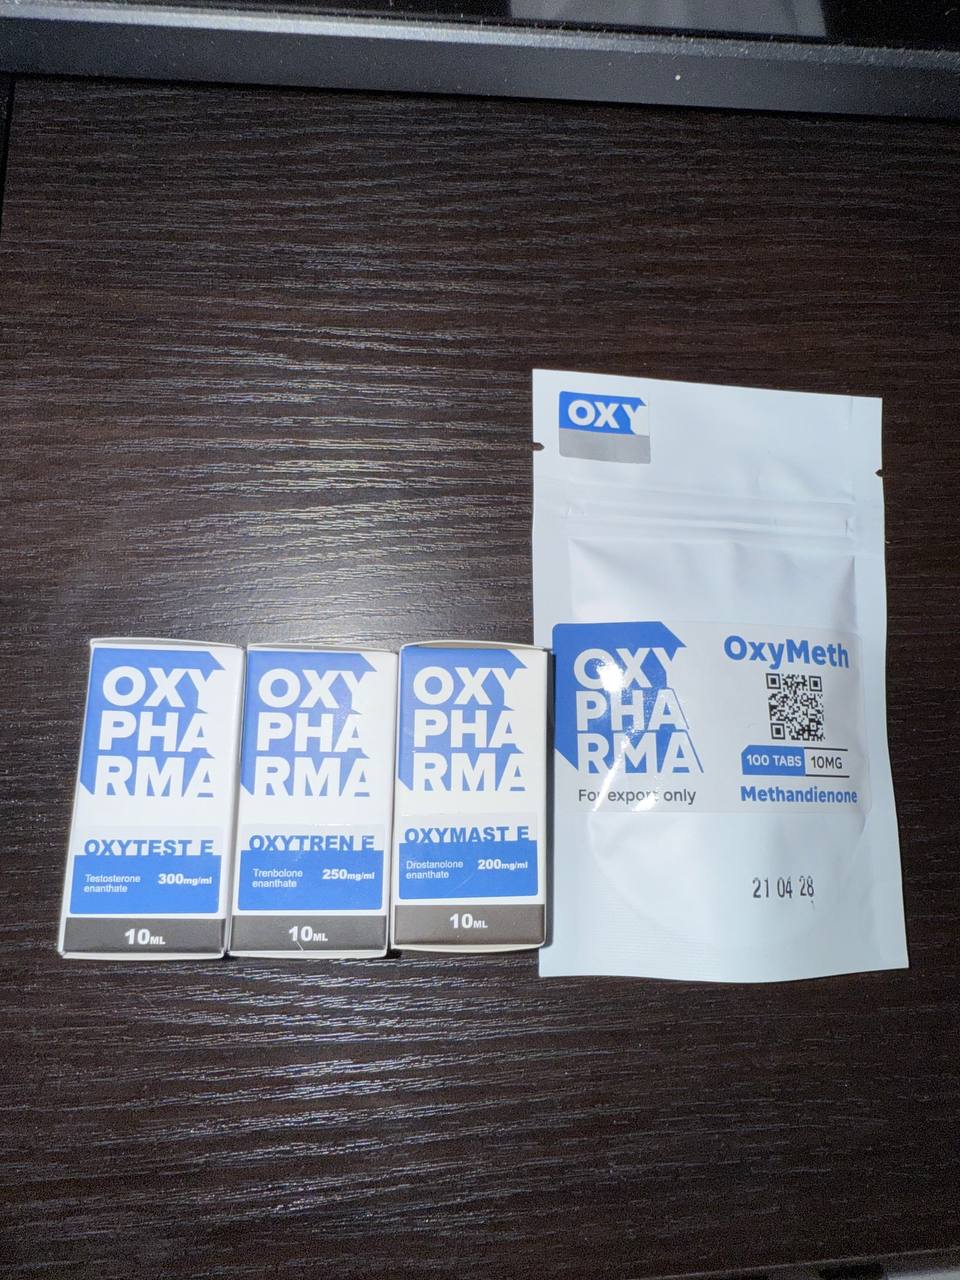 OXY
PHA
RMA
OXYTEST E
Testosterone
enanthate
300mg/ml
10ML
OXY
PHA
RMA
OXYTREN E
Trenbolone
enanthate
250mg/ml
10ML
OXY
PHA
RMA
OXYMAST E
Drostanolone
enanthate
200mg/ml
10ML
OXY
OXY
PHA
RMA
For export only
OxyMeth
100 TABS 10MG
Methandienone
21 04 28